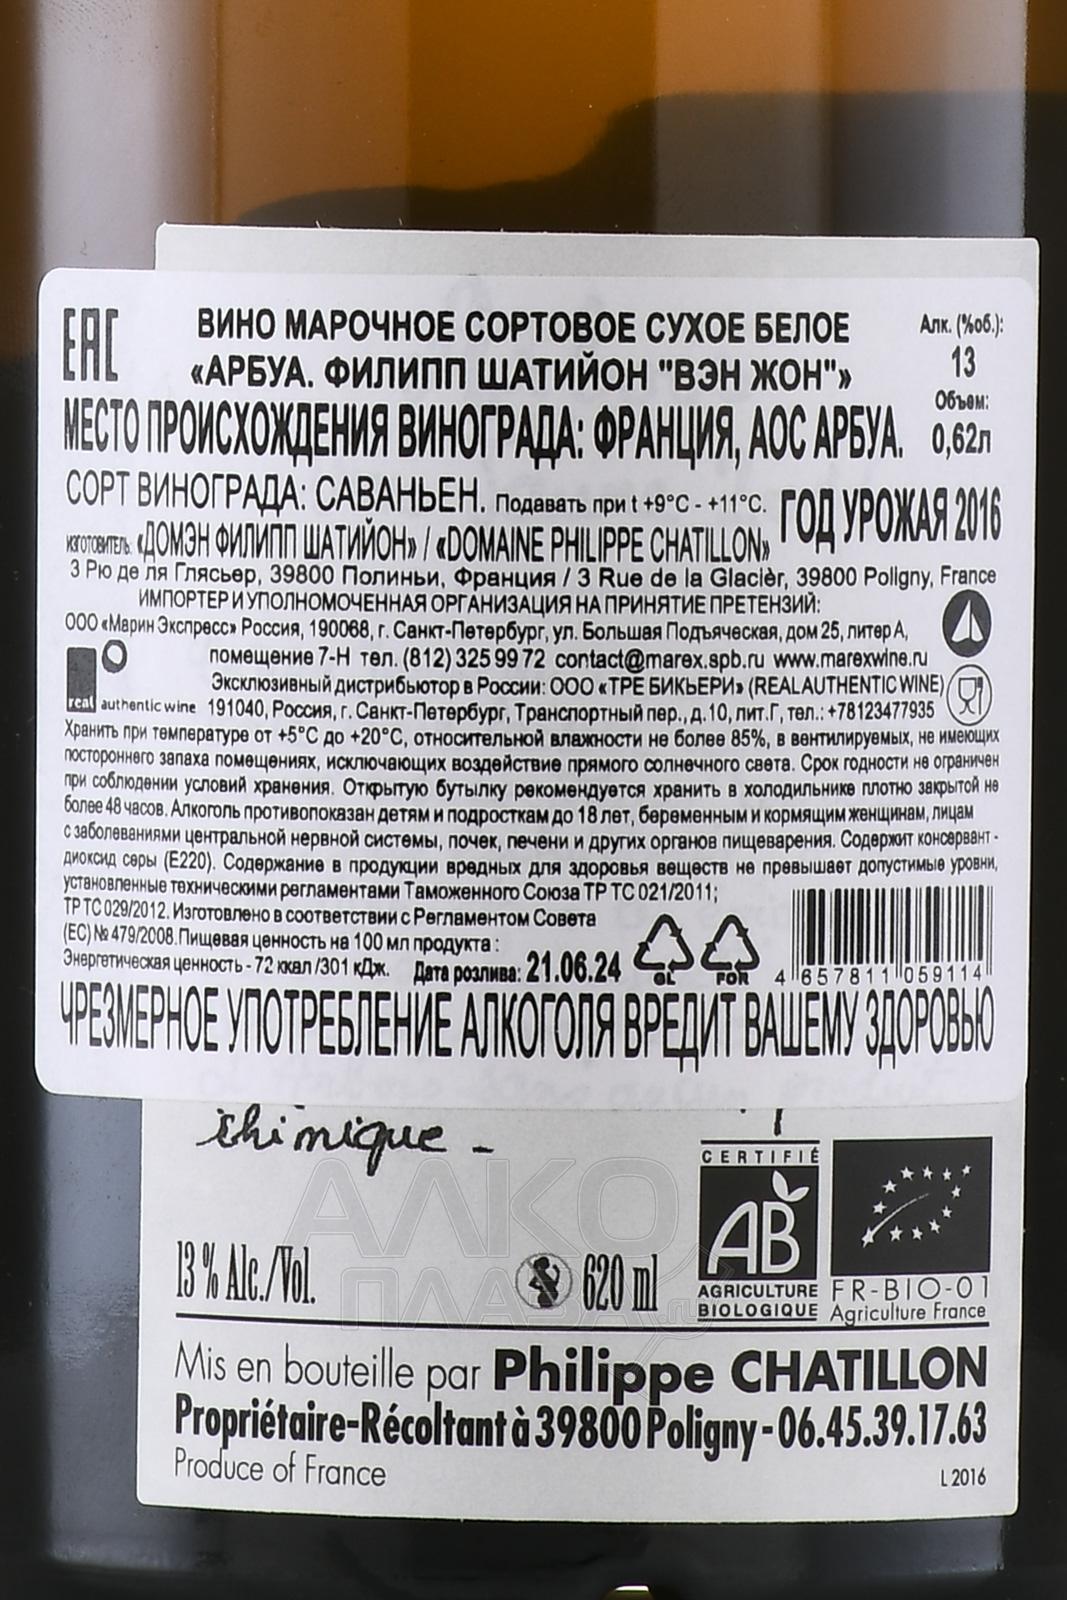 EAC
ВИНО МАРОЧНОЕ СОРТОВОЕ СУХОЕ БЕЛОЕ
«АРБУА. ФИЛИПП ШАТИЙОН "ВЭН ЖОН"»
Алк. (%об.):
13
Объем:
0,62л
МЕСТО ПРОИСХОЖДЕНИЯ ВИНОГРАДА: ФРАНЦИЯ, АОС АРБУА.
СОРТ ВИНОГРАДА: САВАНЬЕН. Подавать при t +9°C - +11°C. ГОД УРОЖАЯ 2016
ИЗГОТОВИТЕЛЬ: «ДОМЭН ФИЛИПП ШАТИЙОН» / «DOMAINE PHILIPPE CHATILLON»
3 Рю де ля Глясьер, 39800 Полиньи, Франция / 3 Rue de la Glacièr, 39800 Poligny, France
ИМПОРТЕР И УПОЛНОМОЧЕННАЯ ОРГАНИЗАЦИЯ НА ПРИНЯТИЕ ПРЕТЕНЗИЙ:
ООО «Марин Экспресс» Россия, 190068, г. Санкт-Петербург, ул. Большая Подъяческая, дом 25, литер А,
помещение 7-Н тел. (812) 325 99 72 contact@marex.spb.ru www.marexwine.ru
Эксклюзивный дистрибьютор в России: ООО «ТРЕ БИКЬЕРИ» (REAL AUTHENTIC WINE)
real authentic wine 191040, Россия, г. Санкт-Петербург, Транспортный пер., д.10, лит.Г, тел.: +78123477935
Хранить при температуре от +5°C до +20°C, относительной влажности не более 85%, в вентилируемых, не имеющих
постороннего запаха помещениях, исключающих воздействие прямого солнечного света. Срок годности не ограничен
при соблюдении условий хранения. Открытую бутылку рекомендуется хранить в холодильнике плотно закрытой не
более 48 часов. Алкоголь противопоказан детям и подросткам до 18 лет, беременным и кормящим женщинам, лицам
с заболеваниями центральной нервной системы, почек, печени и других органов пищеварения. Содержит консервант -
диоксид серы (E220). Содержание в продукции вредных для здоровья веществ не превышает допустимые уровни,
установленные техническими регламентами Таможенного Союза ТР ТС 021/2011;
ТР ТС 029/2012. Изготовлено в соответствии с Регламентом Совета
(ЕС) № 479/2008. Пищевая ценность на 100 мл продукта :
Энергетическая ценность - 72 ккал /301 кДж. Дата розлива: 21.06.24
GL FOR
4 657811 059114
ЧРЕЗМЕРНОЕ УПОТРЕБЛЕНИЕ АЛКОГОЛЯ ВРЕДИТ ВАШЕМУ ЗДОРОВЬЮ
chimique -
CERTIFIÉ
AB
AGRICULTURE
BIOLOGIQUE
FR-BIO-01
Agriculture France
13 % Alc./Vol.
620 ml
АЛКО
ПЛАЗА.ru
Mis en bouteille par Philippe CHATILLON
Propriétaire-Récoltant à 39800 Poligny - 06.45.39.17.63
Produce of France
L 2016